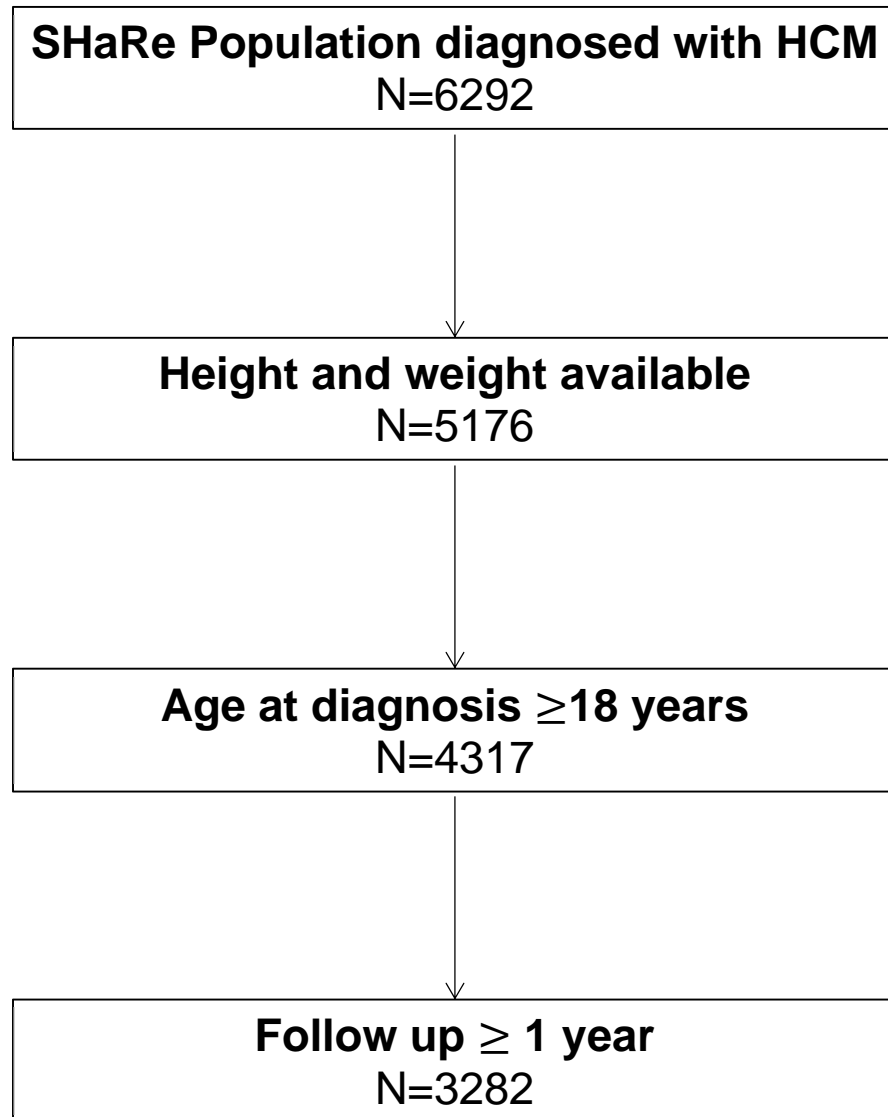 SHaRe Population diagnosed with HCM
N=6292
Height and weight available
N=5176
Age at diagnosis ≥18 years
N=4317
Follow up ≥ 1 year
N=3282